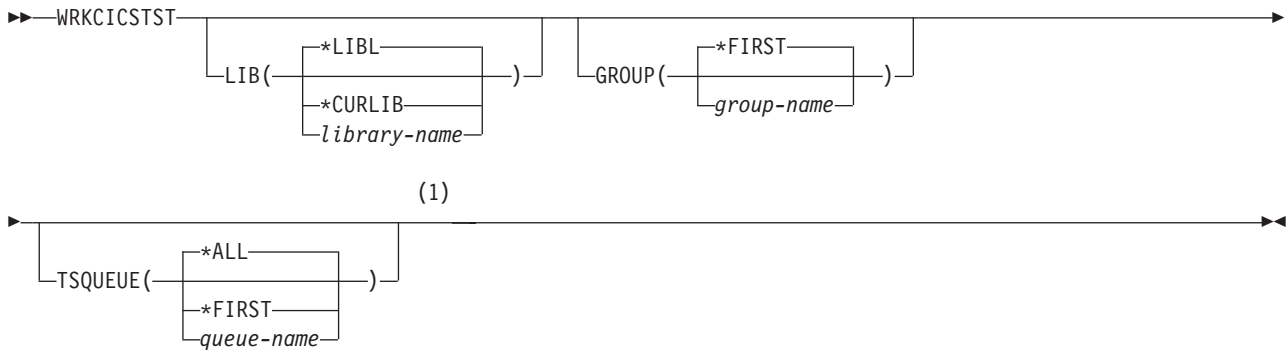 WRKCICSTST
LIB( *LIBL )
*CURLIB
library-name
GROUP( *FIRST )
group-name
(1)
TSQUEUE( *ALL )
*FIRST
queue-name